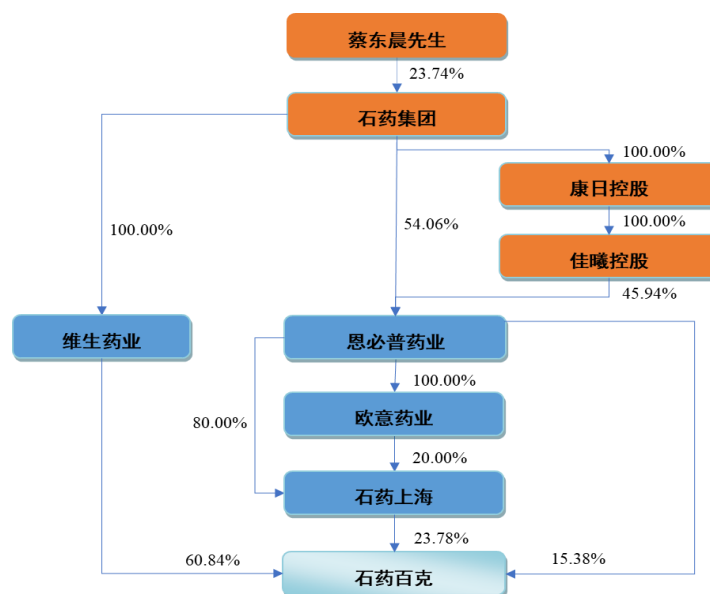 蔡东晨先生
23.74%
石药集团
100.00%
康日控股
100.00%
54.06%
100.00%
佳曦控股
45.94%
维生药业
恩必普药业
100.00%
欧意药业
80.00%
20.00%
石药上海
23.78%
60.84%
15.38%
石药百克